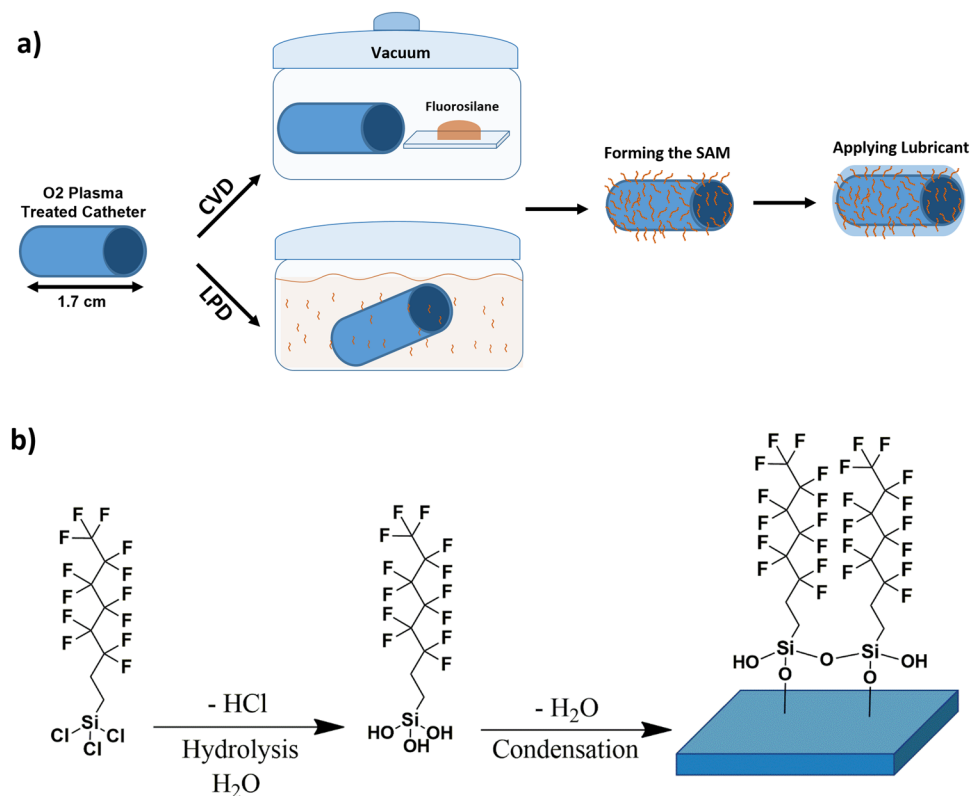 a)
Vacuum
Fluorosilane
O2 Plasma
Treated Catheter
1.7 cm
CVD
LPD
Forming the SAM
Applying Lubricant
b)
F F
F F
F F
F F
F F
F F
F
Si
Cl Cl
Cl
- HCl
Hydrolysis
H₂O
F F
F F
F F
F F
F F
F F
F
Si
HO OH
OH
- H₂O
Condensation
F F F F
F F F F
F F F F
F F F F
F F F F
F F F F
F F
Si Si
HO O OH
O O